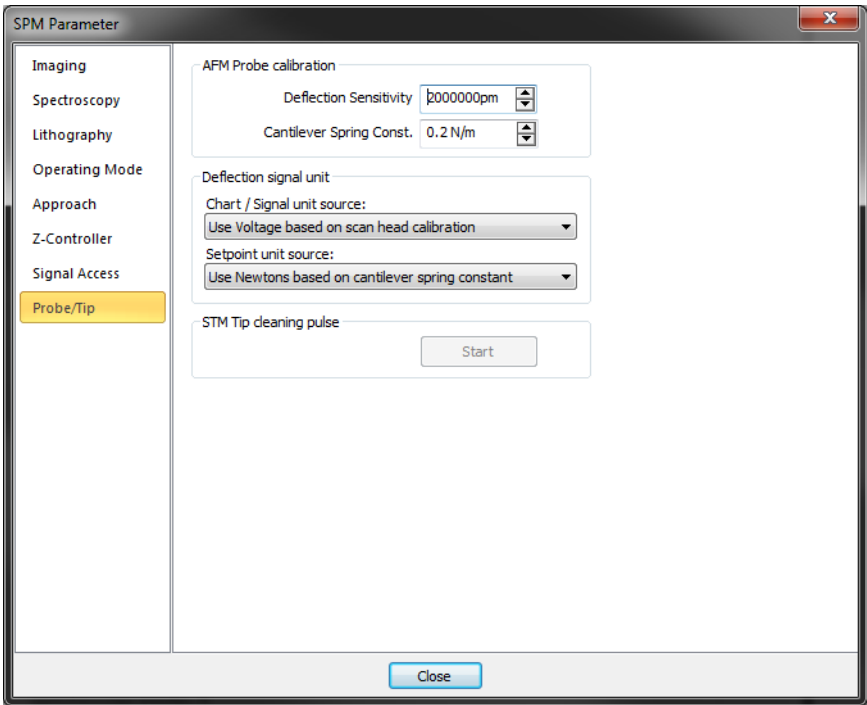 SPM Parameter
Imaging
Spectroscopy
Lithography
Operating Mode
Approach
Z-Controller
Signal Access
Probe/Tip
AFM Probe calibration
Deflection Sensitivity 2000000pm
Cantilever Spring Const. 0.2 N/m
Deflection signal unit
Chart / Signal unit source:
Use Voltage based on scan head calibration
Setpoint unit source:
Use Newtons based on cantilever spring constant
STM Tip cleaning pulse
Start
Close